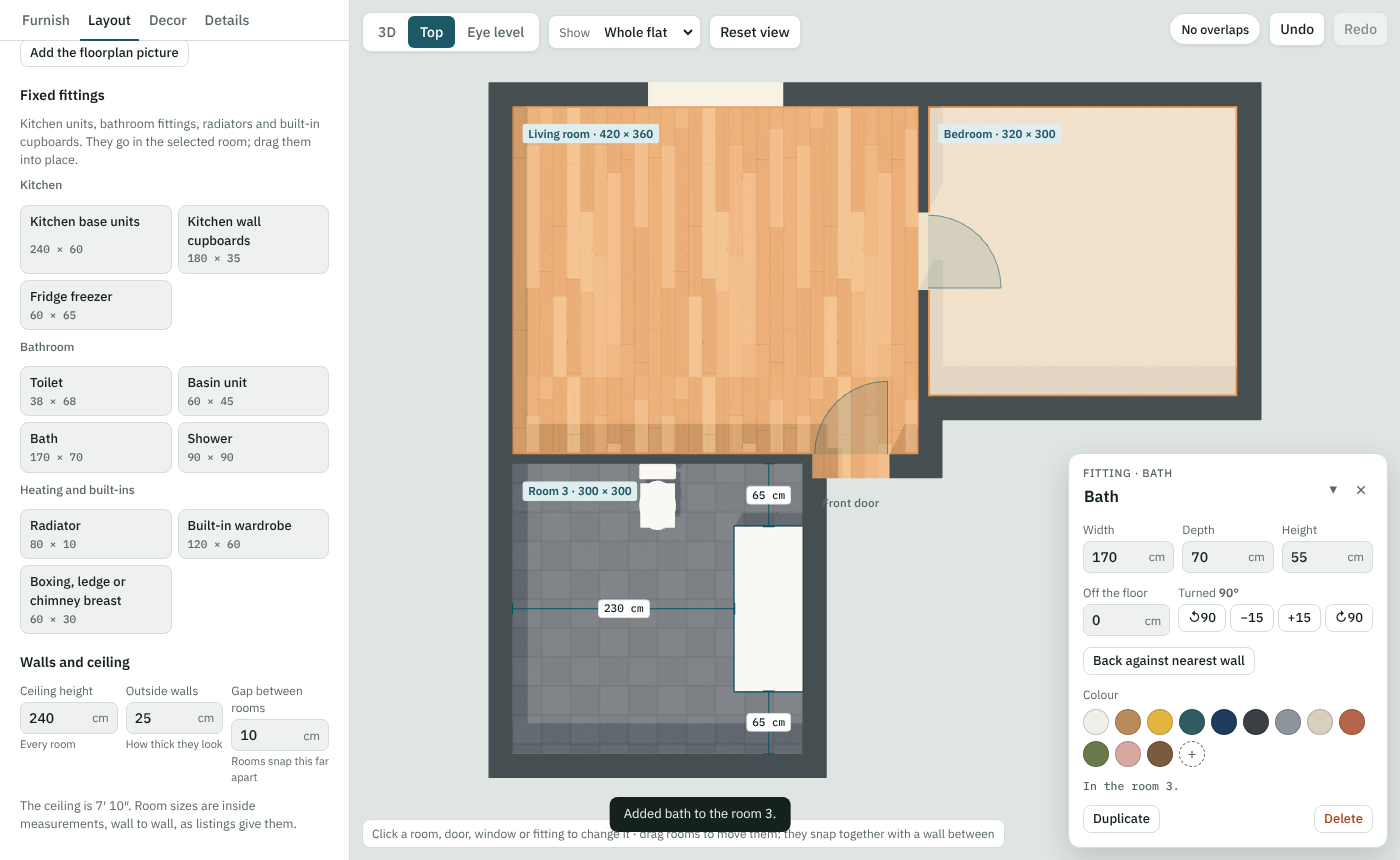 Furnish Layout Decor Details
Add the floorplan picture
Fixed fittings
Kitchen units, bathroom fittings, radiators and built-in
cupboards. They go in the selected room; drag them
into place.
Kitchen
Kitchen base units
240 × 60
Kitchen wall
cupboards
180 × 35
Fridge freezer
60 × 65
Bathroom
Toilet
38 × 68
Basin unit
60 × 45
Bath
170 × 70
Shower
90 × 90
Heating and built-ins
Radiator
80 × 10
Built-in wardrobe
120 × 60
Boxing, ledge or
chimney breast
60 × 30
Walls and ceiling
Ceiling height
240 cm
Every room
Outside walls
25 cm
How thick they look
Gap between
rooms
10 cm
Rooms snap this far
apart
The ceiling is 7′ 10″. Room sizes are inside
measurements, wall to wall, as listings give them.
3D Top Eye level
Show Whole flat
Reset view
No overlaps
Undo
Redo
Living room · 420 × 360
Bedroom · 320 × 300
Room 3 · 300 × 300
65 cm
Front door
230 cm
65 cm
Added bath to the room 3.
Click a room, door, window or fitting to change it · drag rooms to move them: they snap together with a wall between
FITTING · BATH
Bath
▼ ×
Width Depth Height
170 cm 70 cm 55 cm
Off the floor Turned 90°
0 cm ↺90 −15 +15 ↻90
Back against nearest wall
Colour
+
In the room 3.
Duplicate Delete